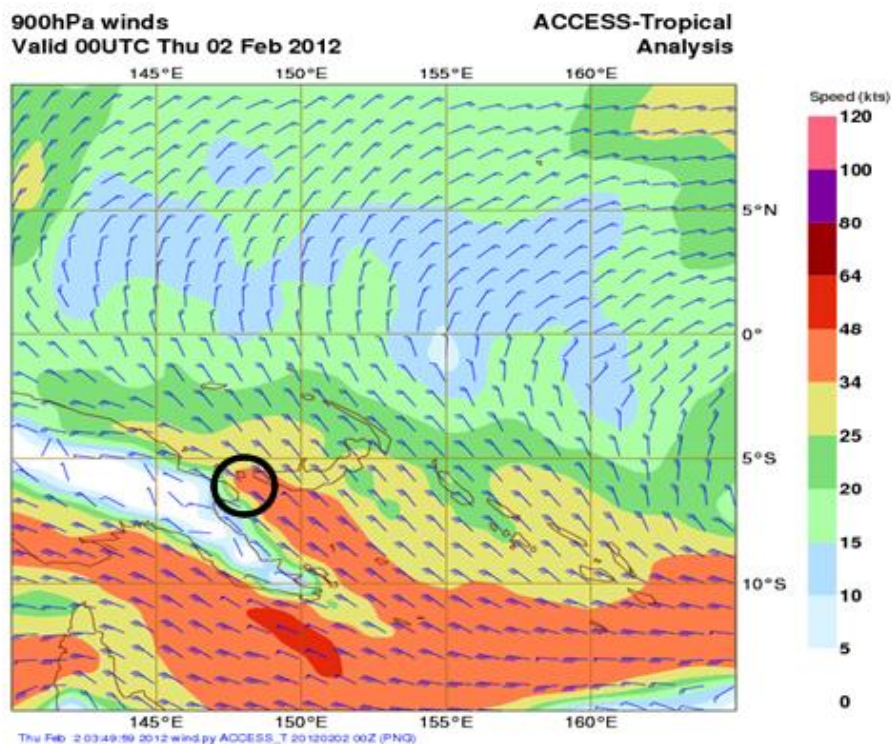 900hPa winds
Valid 00UTC Thu 02 Feb 2012
ACCESS-Tropical
Analysis
145°E
150°E
155°E
160°E
Speed (kts)
120
100
80
64
48
34
25
20
15
10
5
0
5°N
0°
5°S
10°S
145°E
150°E
155°E
160°E
Thu Feb 2 03:49:59 2012 wind.py ACCESS_T 20120202 00Z (PNG)